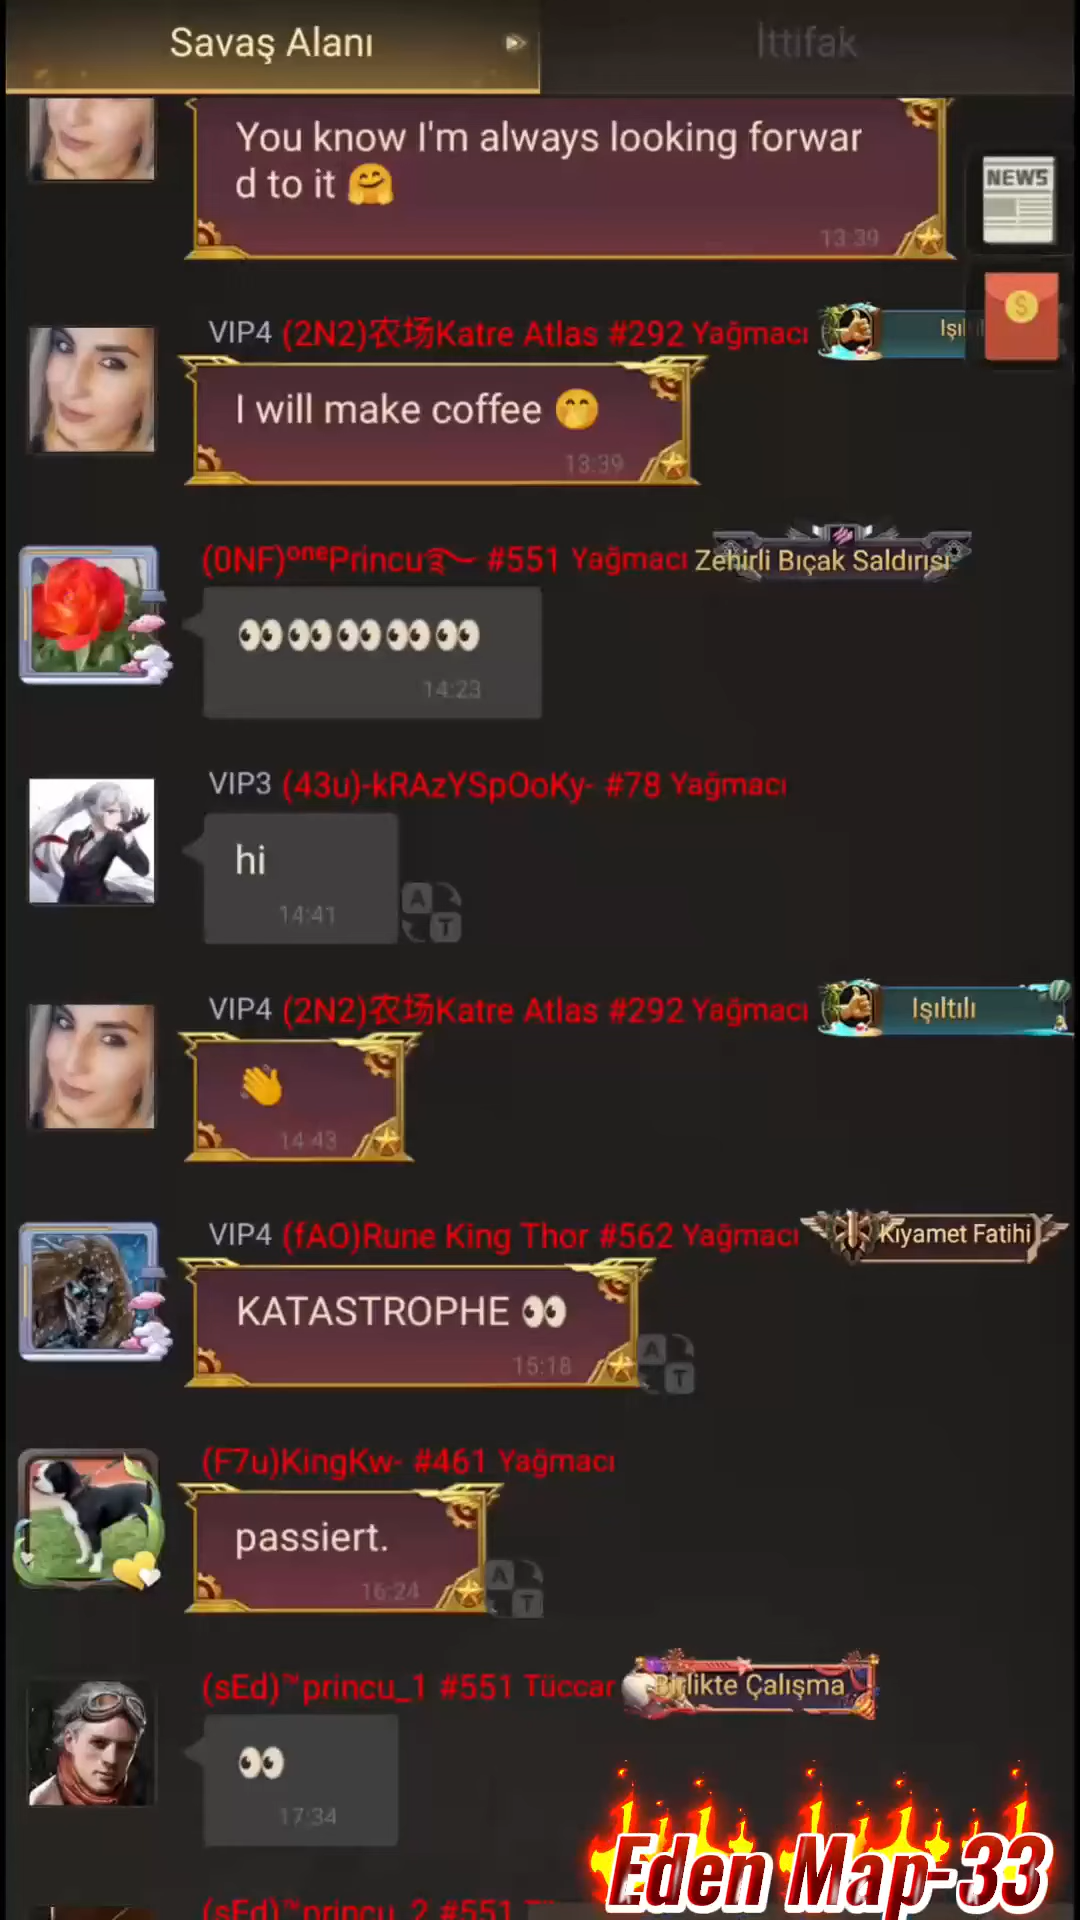 Savaş Alanı
İttifak
You know I'm always looking forwar
d to it 🤗
13:39
NEWS
VIP4 (2N2)农场Katre Atlas #292 Yağmacı
I will make coffee 🤭
13:39
(0NF)ᵒⁿᵉPrincu࿐ #551 Yağmacı Zehirli Bıçak Saldırısı
👀👀👀👀👀
14:23
VIP3 (43u)-kRAzYSpOoKy- #78 Yağmacı
hi
14:41
VIP4 (2N2)农场Katre Atlas #292 Yağmacı Işıltılı
👋
14:43
VIP4 (fAO)Rune King Thor #562 Yağmacı Kıyamet Fatihi
KATASTROPHE 👀
15:18
(F7u)KingKw- #461 Yağmacı
passiert.
16:24
(sEd)™princu_1 #551 Tüccar Birlikte Çalışma
👀
17:34
Eden Map-33
(sEd)™princu_2 #551